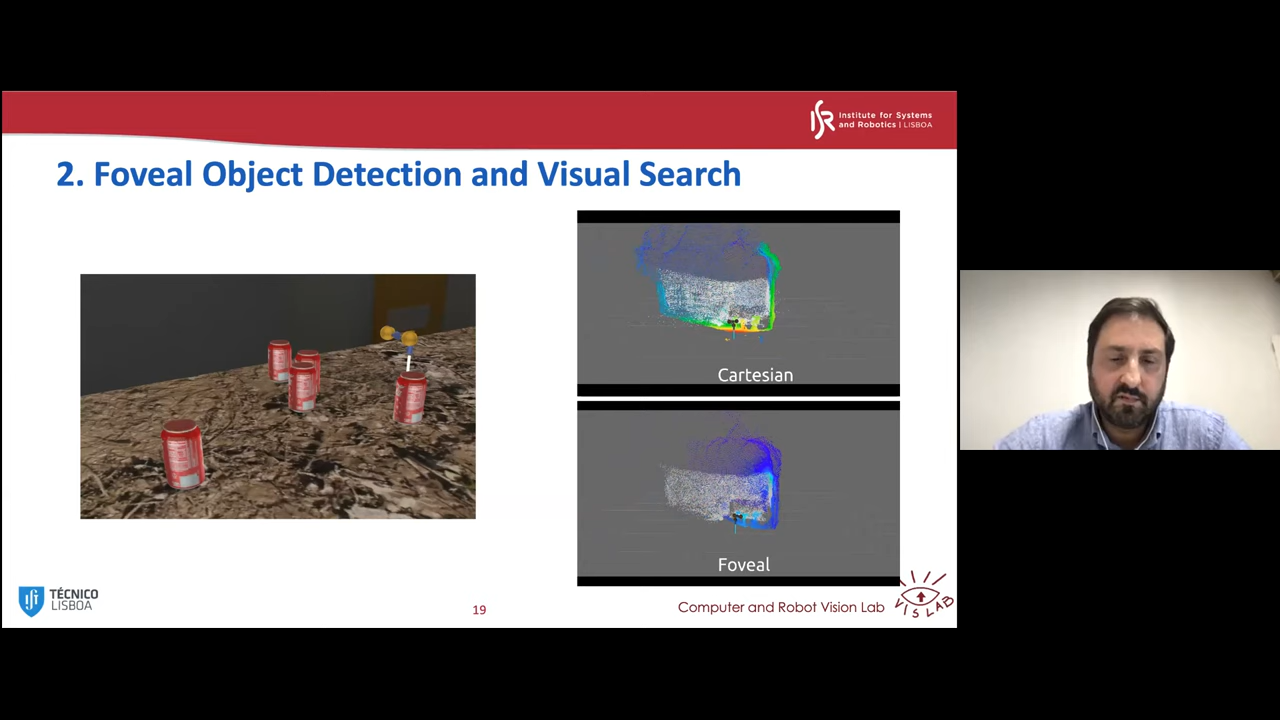 Institute for Systems
and Robotics | LISBOA
2. Foveal Object Detection and Visual Search
Cartesian
Foveal
TÉCNICO
LISBOA
19
Computer and Robot Vision Lab
VISLAB